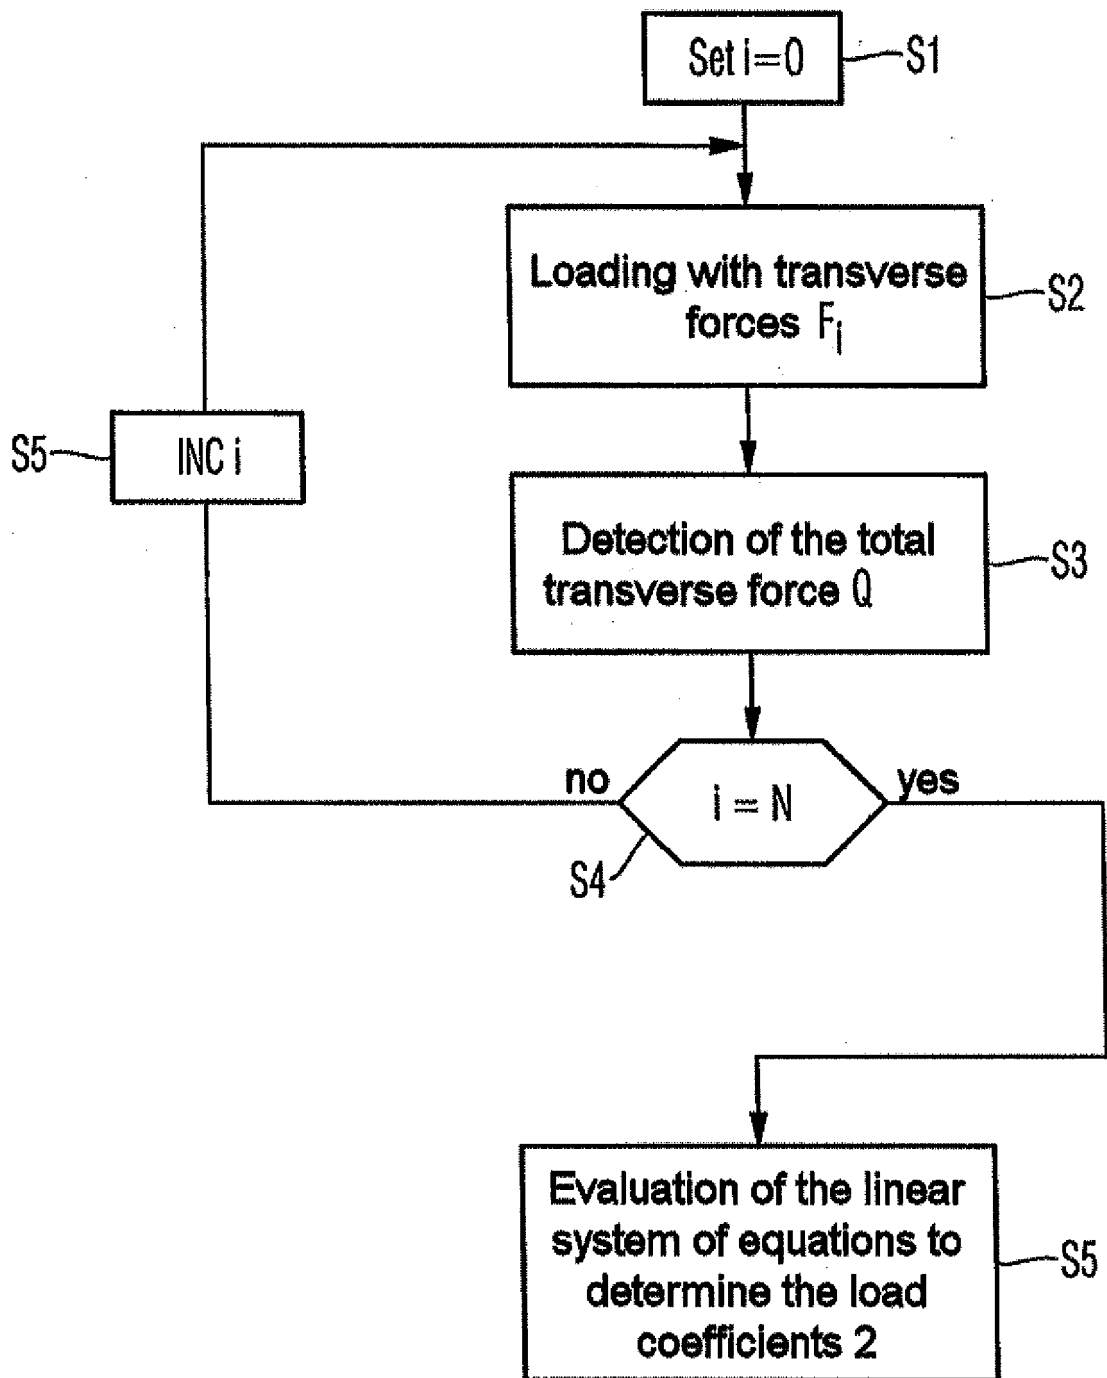 Set i=0
S1
Loading with transverse
forces Fi
S2
INC i
S5
Detection of the total
transverse force Q
S3
no
i = N
yes
S4
Evaluation of the linear
system of equations to
determine the load
coefficients 2
S5